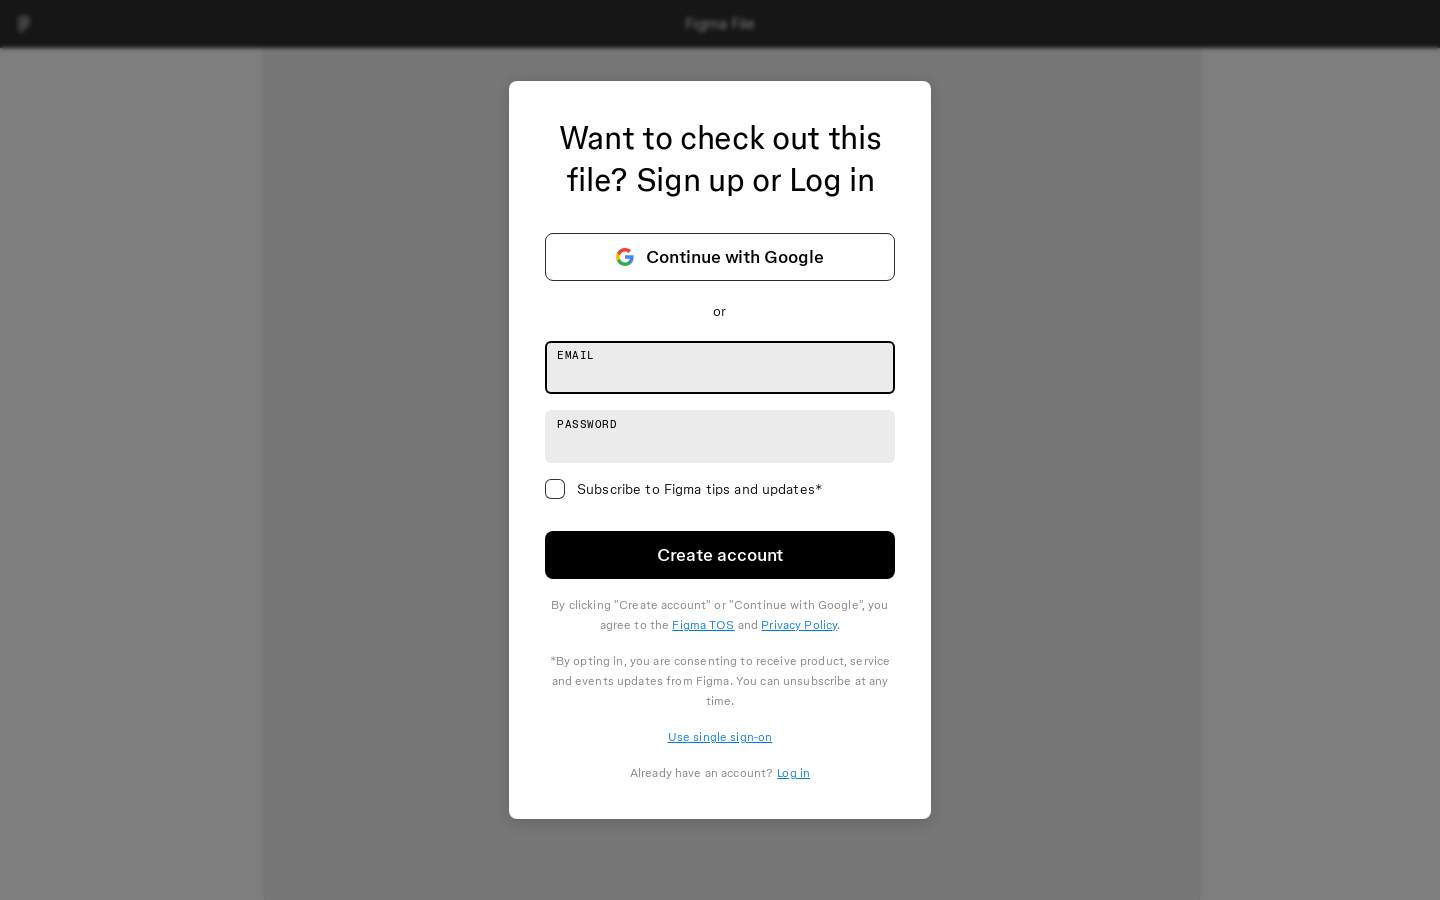 Figma File
Want to check out this
file? Sign up or Log in
Continue with Google
or
EMAIL
PASSWORD
Subscribe to Figma tips and updates*
Create account
By clicking "Create account" or "Continue with Google", you
agree to the Figma TOS and Privacy Policy.
*By opting in, you are consenting to receive product, service
and events updates from Figma. You can unsubscribe at any
time.
Use single sign-on
Already have an account? Log in